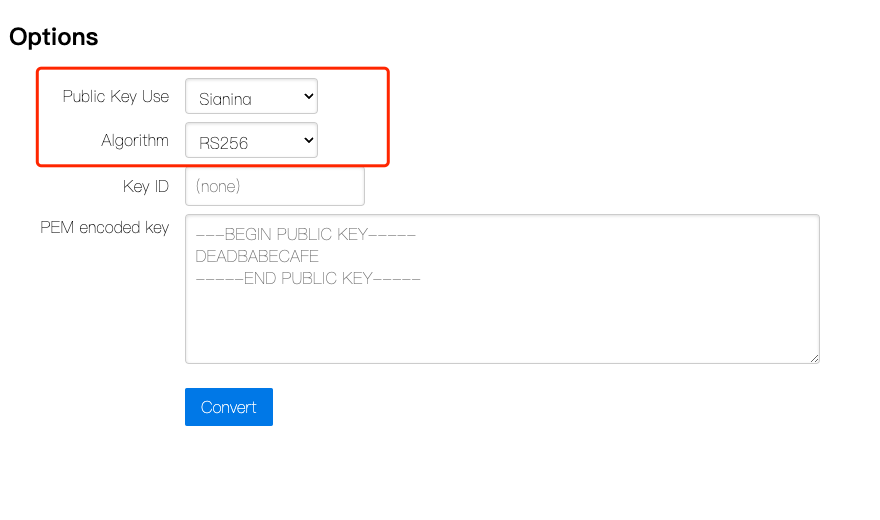 Options
Public Key Use Signing
Algorithm RS256
Key ID (none)
PEM encoded key
---BEGIN PUBLIC KEY-----
DEADBABECAFE
-----END PUBLIC KEY-----
Convert